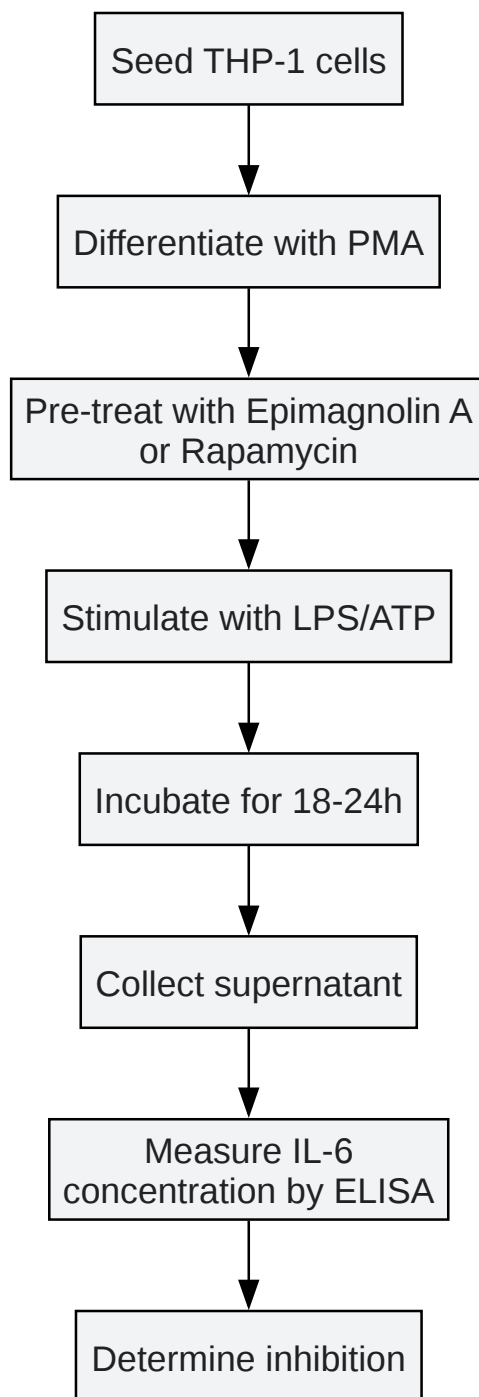 Seed THP-1 cells
Differentiate with PMA
Pre-treat with Epimagnolin A
or Rapamycin
Stimulate with LPS/ATP
Incubate for 18-24h
Collect supernatant
Measure IL-6
concentration by ELISA
Determine inhibition